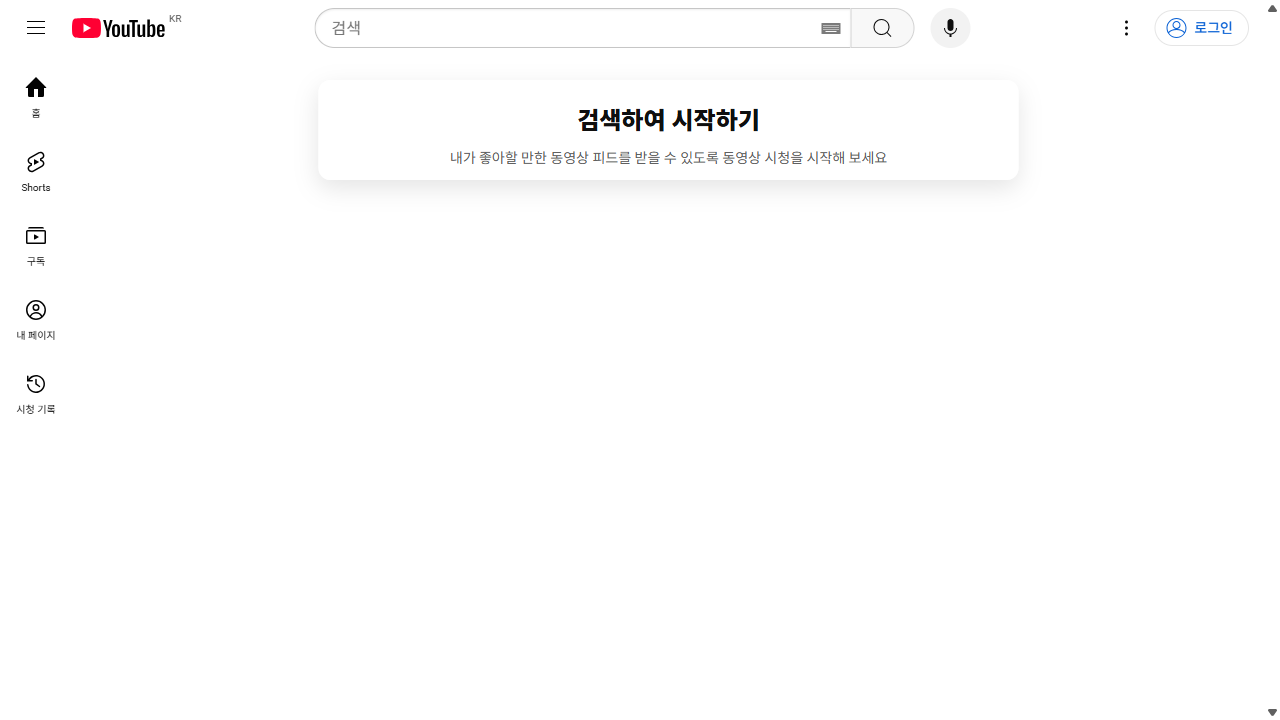 YouTube KR
검색
로그인
홈
Shorts
구독
내 페이지
시청 기록
검색하여 시작하기
내가 좋아할 만한 동영상 피드를 받을 수 있도록 동영상 시청을 시작해 보세요